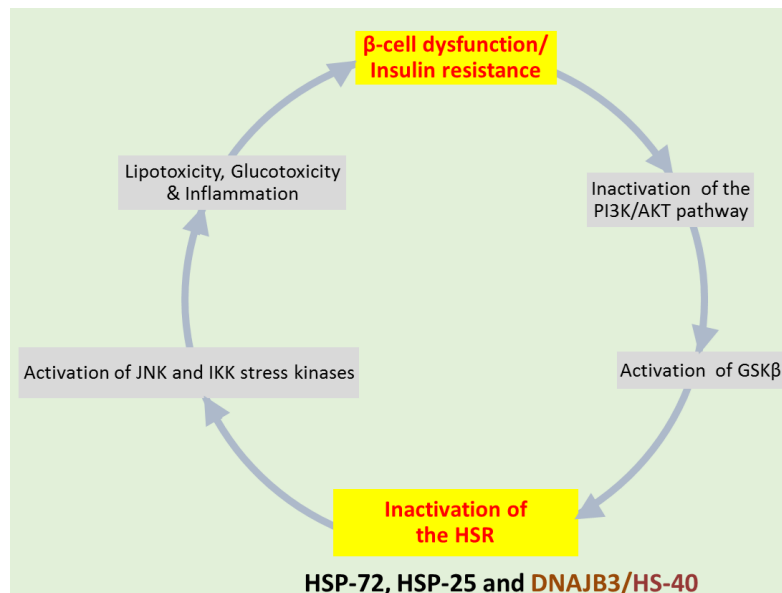 β-cell dysfunction/
Insulin resistance
Lipotoxicity, Glucotoxicity
& Inflammation
Inactivation of the
PI3K/AKT pathway
Activation of JNK and IKK stress kinases
Activation of GSKβ
Inactivation of
the HSR
HSP-72, HSP-25 and DNAJB3/HS-40